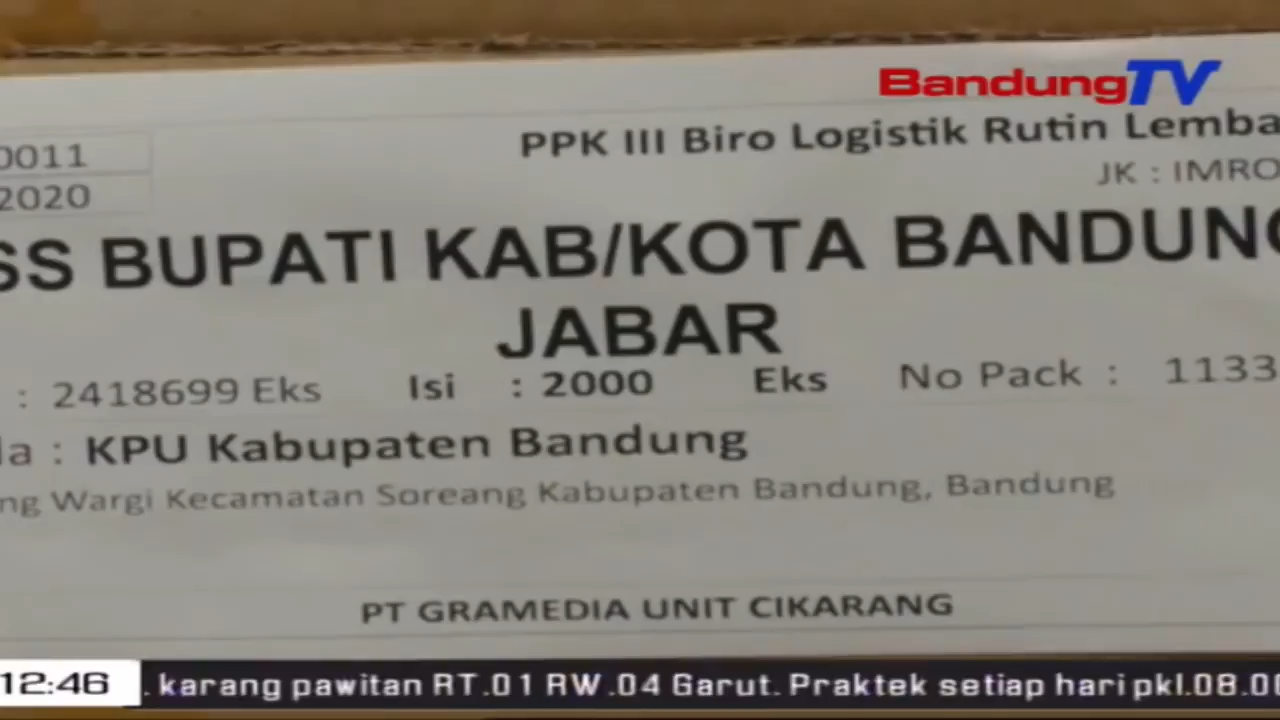 BandungTV
0011
PPK III Biro Logistik Rutin Lemba
2020
JK : IMRO
SS BUPATI KAB/KOTA BANDUNG
JABAR
: 2418699 Eks Isi : 2000 Eks No Pack : 1133
la : KPU Kabupaten Bandung
ng Wargi Kecamatan Soreang Kabupaten Bandung, Bandung
PT GRAMEDIA UNIT CIKARANG
12:46 . karang pawitan RT.01 RW.04 Garut. Praktek setiap hari pkl.08.00